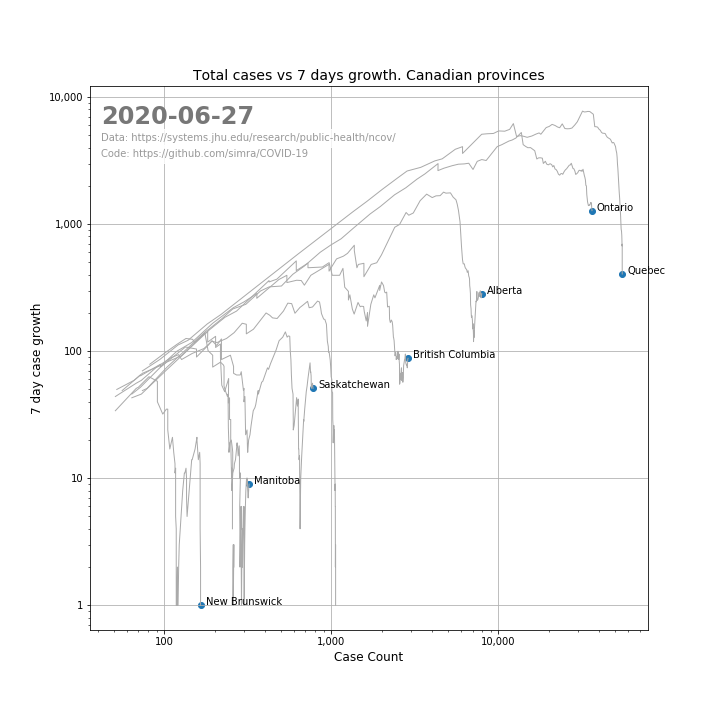 Total cases vs 7 days growth. Canadian provinces
10,000
2020-06-27
Data: https://systems.jhu.edu/research/public-health/ncov/
Code: https://github.com/simra/COVID-19
Ontario
1,000
Quebec
Alberta
100
British Columbia
Saskatchewan
10
Manitoba
1
New Brunswick
7 day case growth
100
1,000
10,000
Case Count